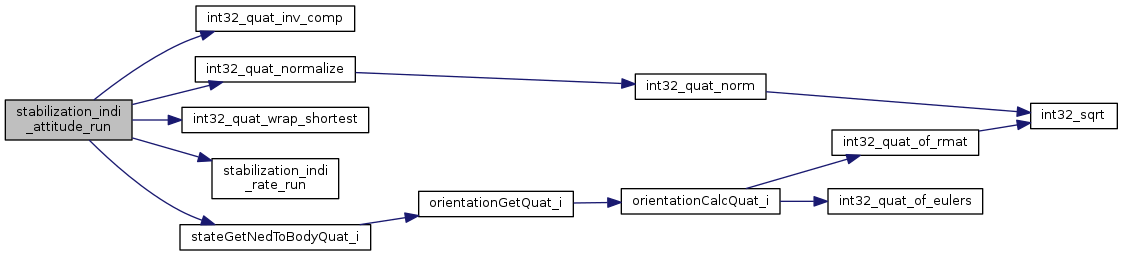 int32_quat_inv_comp
int32_quat_normalize
int32_quat_norm
stabilization_indi
_attitude_run
int32_quat_wrap_shortest
int32_sqrt
int32_quat_of_rmat
stabilization_indi
_rate_run
orientationGetQuat_i
orientationCalcQuat_i
int32_quat_of_eulers
stateGetNedToBodyQuat_i